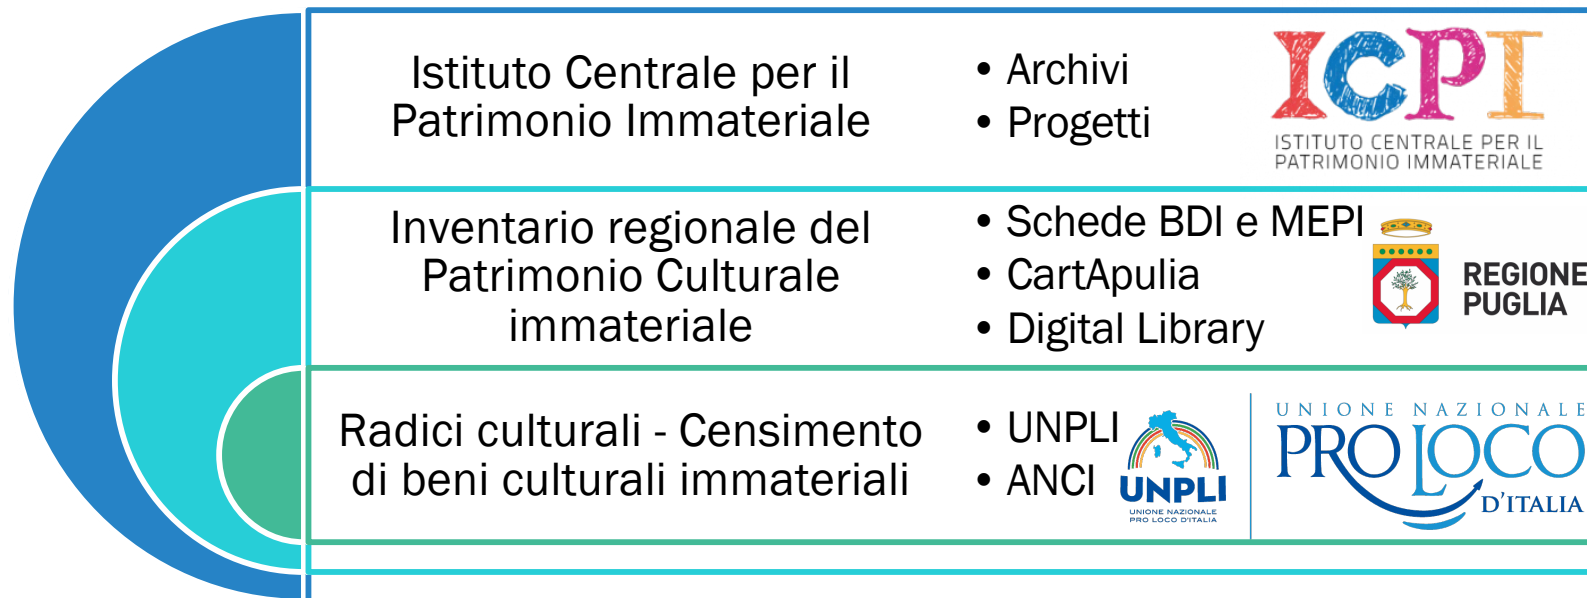 Istituto Centrale per il
Patrimonio Immateriale
• Archivi
• Progetti
ICPI
ISTITUTO CENTRALE PER IL
PATRIMONIO IMMATERIALE
Inventario regionale del
Patrimonio Culturale
immateriale
• Schede BDI e MEPI
• CartApulia
• Digital Library
REGIONE
PUGLIA
Radici culturali - Censimento
di beni culturali immateriali
• UNPLI
• ANCI
UNPLI
UNIONE NAZIONALE
PRO LOCO D'ITALIA
UNIONE NAZIONALE
PRO LOCO
D'ITALIA